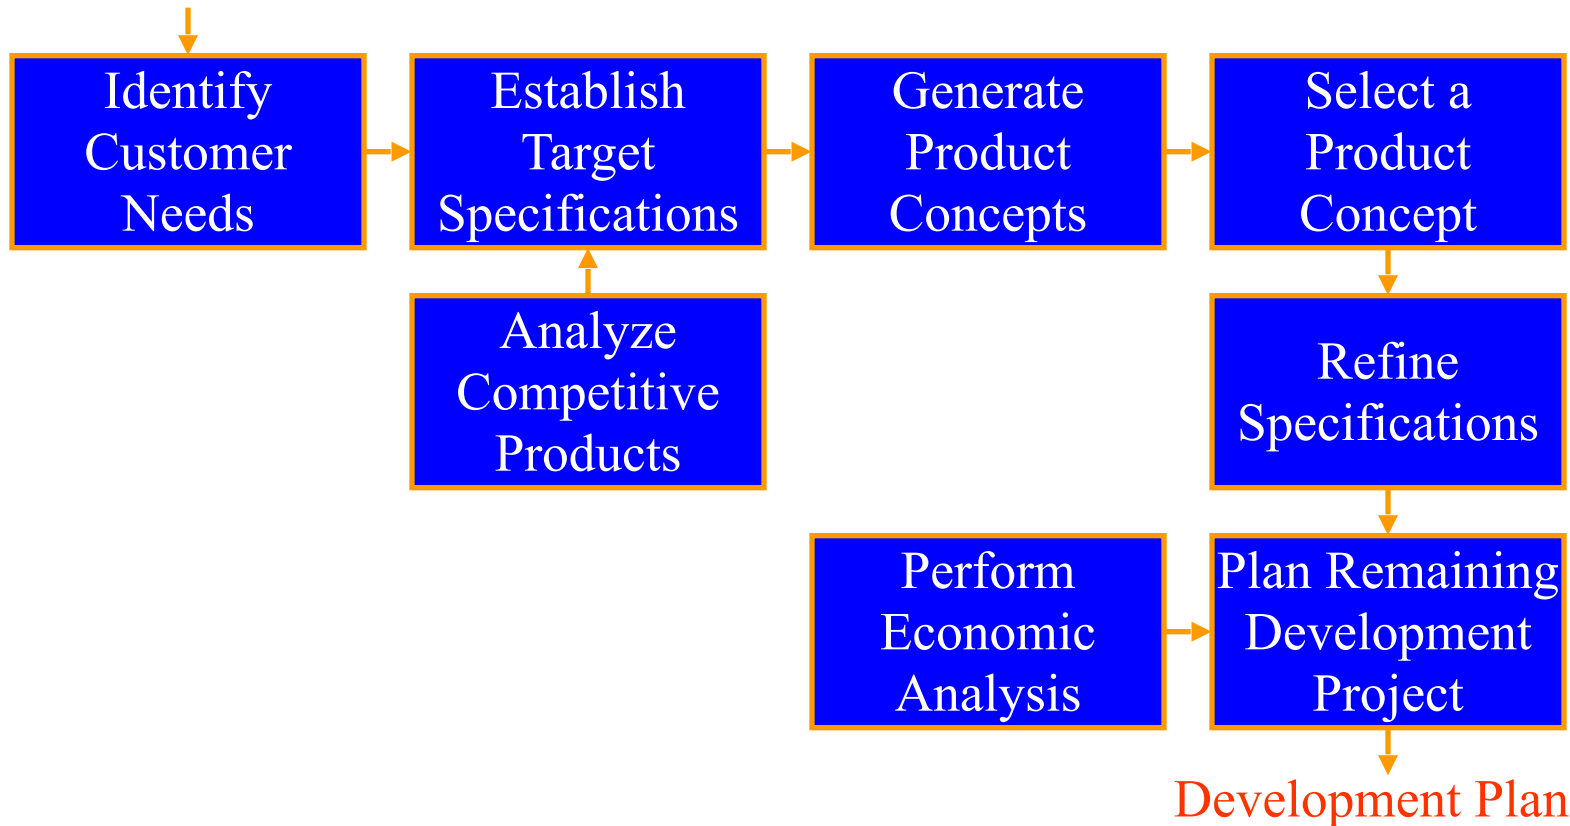 Identify
Customer
Needs
Establish
Target
Specifications
Generate
Product
Concepts
Select a
Product
Concept
Analyze
Competitive
Products
Refine
Specifications
Perform
Economic
Analysis
Plan Remaining
Development
Project
Development Plan